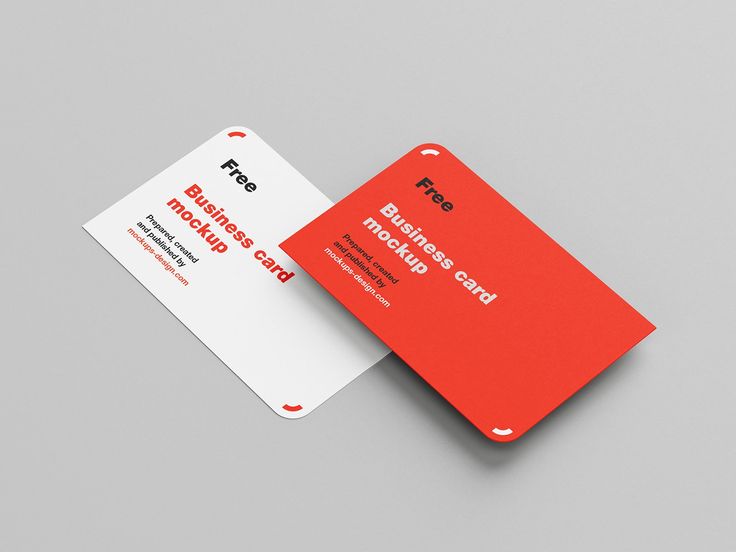 Free
Business card
mockup
Prepared, created
and published by
mockups-design.com
Free
Business card
mockup
Prepared, created
and published by
mockups-design.com